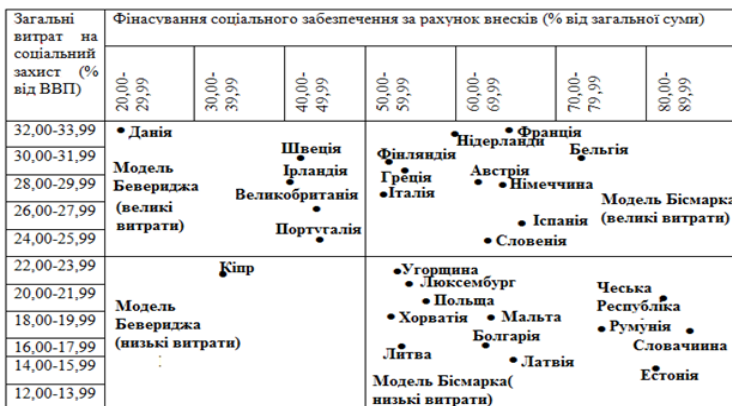 Загальні витрат на соціальний захист (% від ВВП)
Фінасування соціального забезпечення за рахунок внесків (% від загальної суми)
20,00-29,99
30,00-39,99
40,00-49,99
50,00-59,99
60,00-69,99
70,00-79,99
80,00-89,99
32,00-33,99
30,00-31,99
28,00-29,99
26,00-27,99
24,00-25,99
Данія
Швеція
Модель Бевериджа (великі витрати)
Ірландія
Великобританія
Португалія
Франція
Нідерланди
Бельгія
Фінляндія
Греція
Австрія
Італія
Німеччина
Модель Бісмарка (великі витрати)
Іспанія
Словенія
22,00-23,99
20,00-21,99
18,00-19,99
16,00-17,99
14,00-15,99
12,00-13,99
Кіпр
Модель Бевериджа (низькі витрати)
Угорщина
Люксембург
Чеська Республіка
Польща
Хорватія
Мальта
Румунія
Болгарія
Словаччина
Литва
Латвія
Естонія
Модель Бісмарка( низькі витрати)